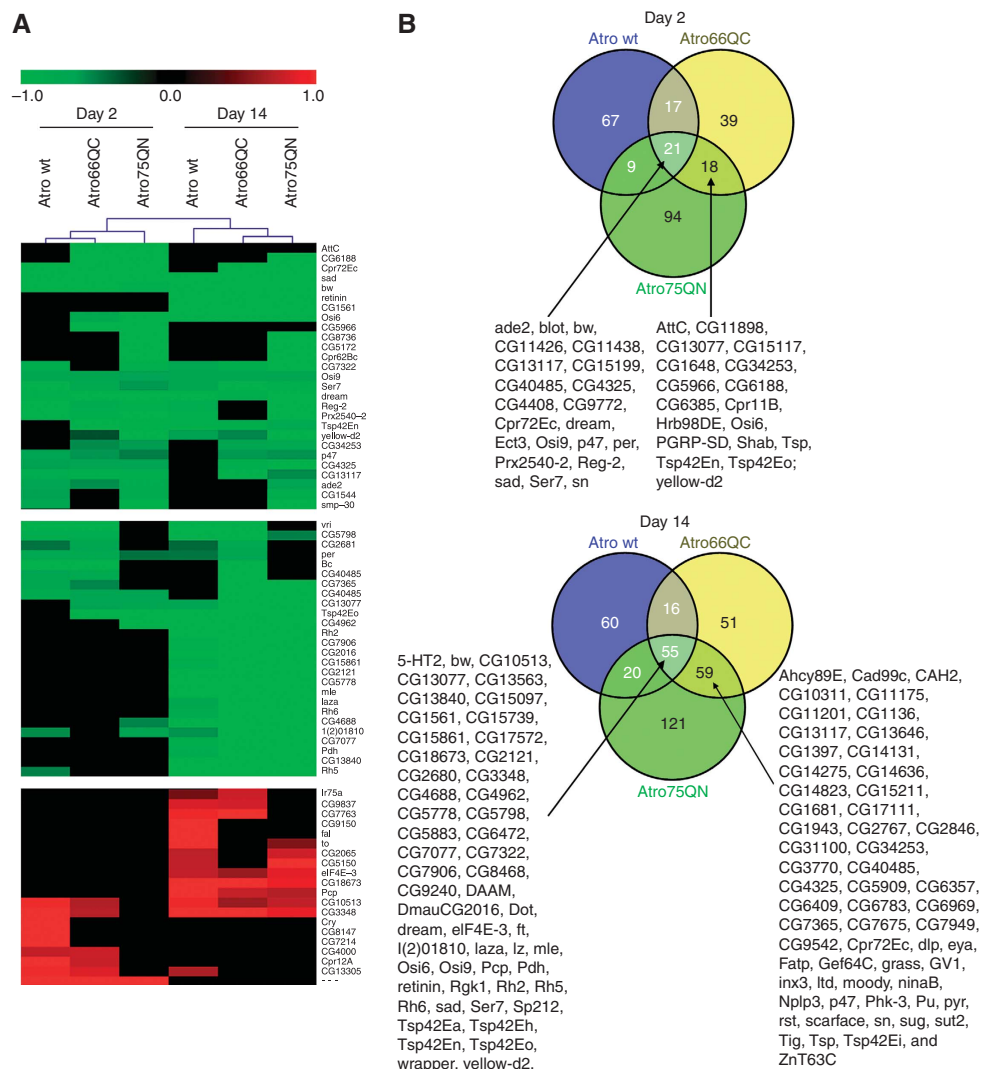 A
−1.0 0.0 1.0
Day 2 Day 14
Atro wt
Atro66QC
Atro75QN
Atro wt
Atro66QC
Atro75QN
AttC
CG6188
Cpr72Ec
sad
bw
retinin
CG1561
Osi6
CG5966
CG8736
CG5172
Cpr62Bc
CG7322
Osi9
Ser7
dream
Reg-2
Prx2540–2
Tsp42En
yellow-d2
CG34253
p47
CG4325
CG13117
ade2
CG1544
smp–30
vri
CG5798
CG2681
per
Bc
CG40485
CG7365
CG40485
CG13077
Tsp42Eo
CG4962
Rh2
CG7906
CG2016
CG15861
CG2121
CG5778
mle
laza
Rh6
CG4688
1(2)01810
CG7077
Pdh
CG13840
Rh5
Ir75a
CG9837
CG7763
CG9150
fal
to
CG2065
CG5150
eIF4E–3
CG18673
Pcp
CG10513
CG3348
Cry
CG8147
CG7214
CG4000
Cpr12A
CG13305
- - -
B
Day 2
Atro wt Atro66QC
67 17 39
21
9 18
94
Atro75QN
ade2, blot, bw,
CG11426, CG11438,
CG13117, CG15199,
CG40485, CG4325,
CG4408, CG9772,
Cpr72Ec, dream,
Ect3, Osi9, p47, per,
Prx2540-2, Reg-2,
sad, Ser7, sn
AttC, CG11898,
CG13077, CG15117,
CG1648, CG34253,
CG5966, CG6188,
CG6385, Cpr11B,
Hrb98DE, Osi6,
PGRP-SD, Shab, Tsp,
Tsp42En, Tsp42Eo;
yellow-d2
Day 14
Atro wt Atro66QC
60 16 51
55
20 59
121
Atro75QN
5-HT2, bw, CG10513,
CG13077, CG13563,
CG13840, CG15097,
CG1561, CG15739,
CG15861, CG17572,
CG18673, CG2121,
CG2680, CG3348,
CG4688, CG4962,
CG5778, CG5798,
CG5883, CG6472,
CG7077, CG7322,
CG7906, CG8468,
CG9240, DAAM,
DmauCG2016, Dot,
dream, eIF4E-3, ft,
I(2)01810, laza, lz, mle,
Osi6, Osi9, Pcp, Pdh,
retinin, Rgk1, Rh2, Rh5,
Rh6, sad, Ser7, Sp212,
Tsp42Ea, Tsp42Eh,
Tsp42En, Tsp42Eo,
wrapper, yellow-d2,
Ahcy89E, Cad99c, CAH2,
CG10311, CG11175,
CG11201, CG1136,
CG13117, CG13646,
CG1397, CG14131,
CG14275, CG14636,
CG14823, CG15211,
CG1681, CG17111,
CG1943, CG2767, CG2846,
CG31100, CG34253,
CG3770, CG40485,
CG4325, CG5909, CG6357,
CG6409, CG6783, CG6969,
CG7365, CG7675, CG7949,
CG9542, Cpr72Ec, dlp, eya,
Fatp, Gef64C, grass, GV1,
inx3, ltd, moody, ninaB,
Nplp3, p47, Phk-3, Pu, pyr,
rst, scarface, sn, sug, sut2,
Tig, Tsp, Tsp42Ei, and
ZnT63C